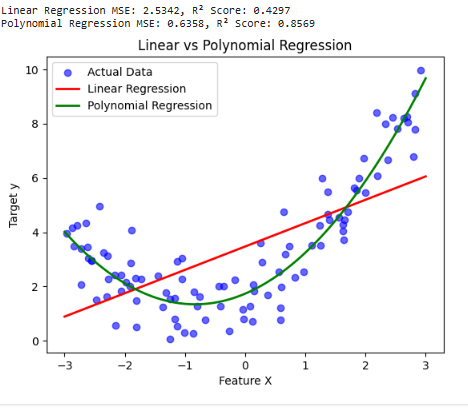 Linear Regression MSE: 2.5342, R² Score: 0.4297
Polynomial Regression MSE: 0.6358, R² Score: 0.8569
Linear vs Polynomial Regression
Actual Data
Linear Regression
Polynomial Regression
10
8
6
4
2
0
Target y
−3
−2
−1
0
1
2
3
Feature X